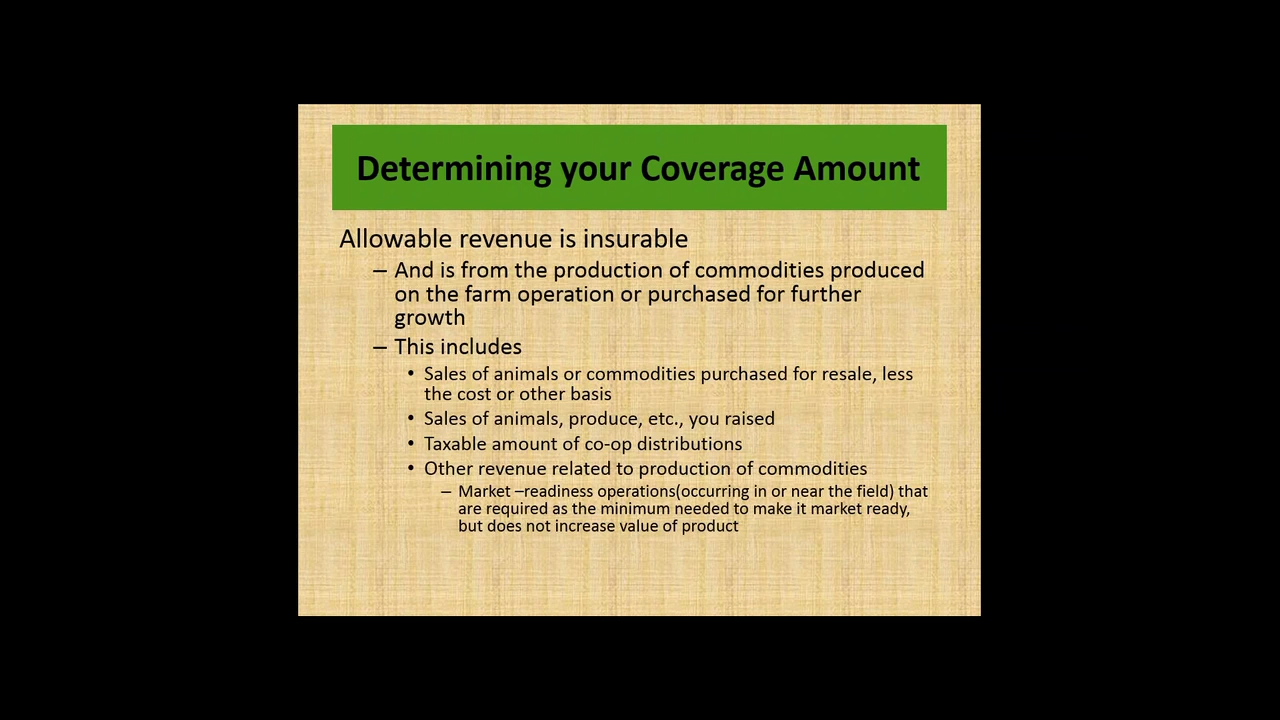 Determining your Coverage Amount
Allowable revenue is insurable
– And is from the production of commodities produced
on the farm operation or purchased for further
growth
– This includes
• Sales of animals or commodities purchased for resale, less
the cost or other basis
• Sales of animals, produce, etc., you raised
• Taxable amount of co-op distributions
• Other revenue related to production of commodities
– Market –readiness operations(occurring in or near the field) that
are required as the minimum needed to make it market ready,
but does not increase value of product